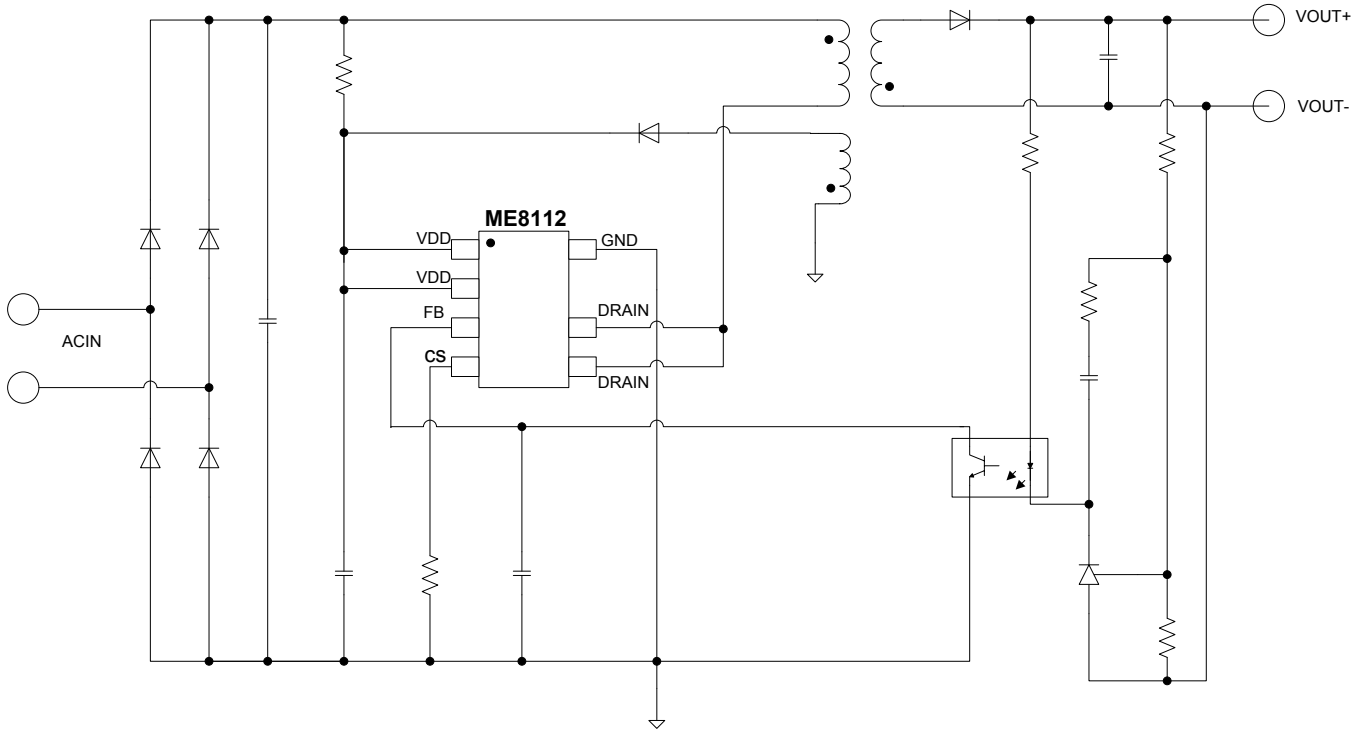 VOUT+
VOUT-
ME8112
VDD
GND
VDD
FB
DRAIN
ACIN
CS
DRAIN